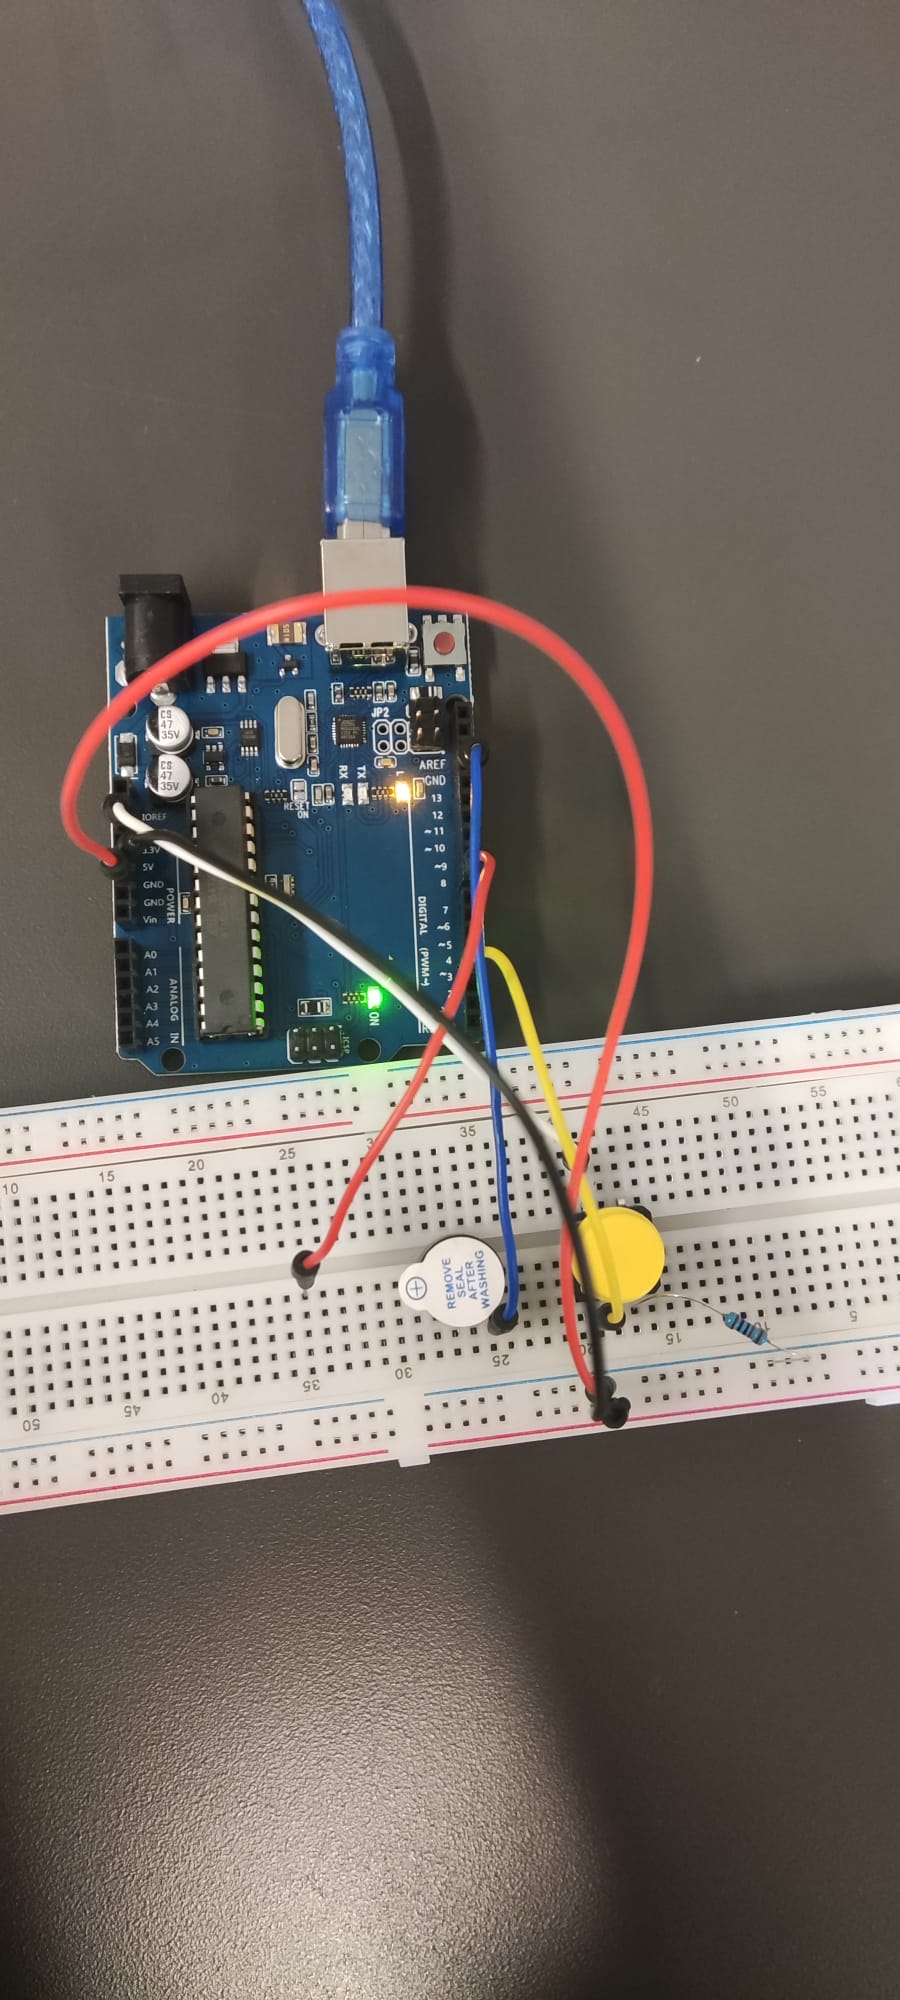 CS
47
35V
CS
47
35V
JP2
RX
TX
L
RESET
ON
AREF
GND
13
12
~11
~10
~9
8
7
~6
~5
4
~3
DIGITAL (PWM~)
IOREF
3.3V
5V
GND
GND
Vin
POWER
A0
A1
A2
A3
A4
A5
ANALOG IN
ON
ICSP
10
15
20
25
35
45
50
55
REMOVE
SEAL
AFTER
WASHING
50
45
40
35
30
25
20
15
10
5